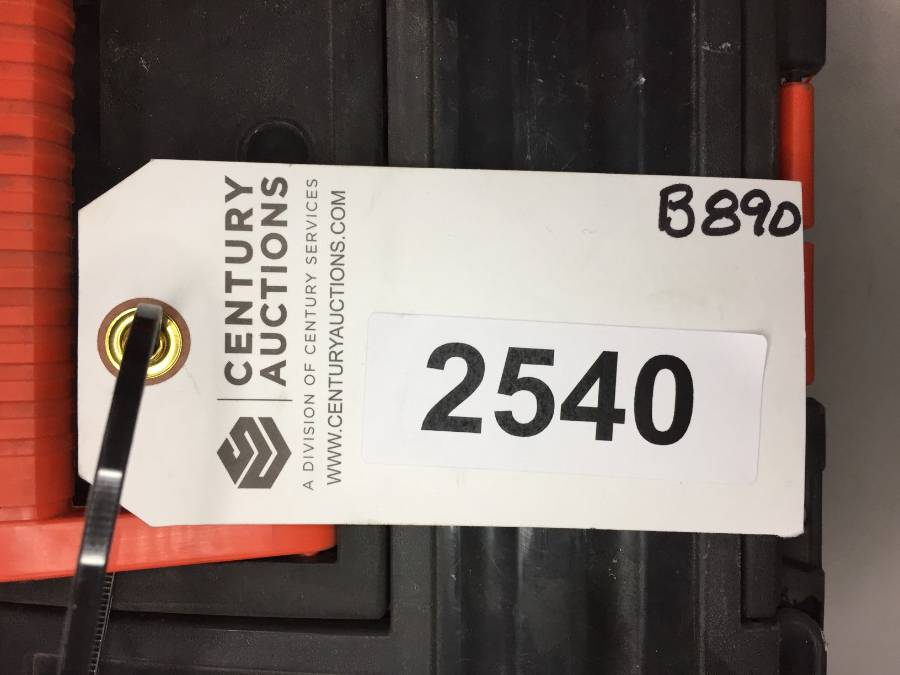 CENTURY
AUCTIONS
A DIVISION OF CENTURY SERVICES
WWW.CENTURYAUCTIONS.COM
B890
2540